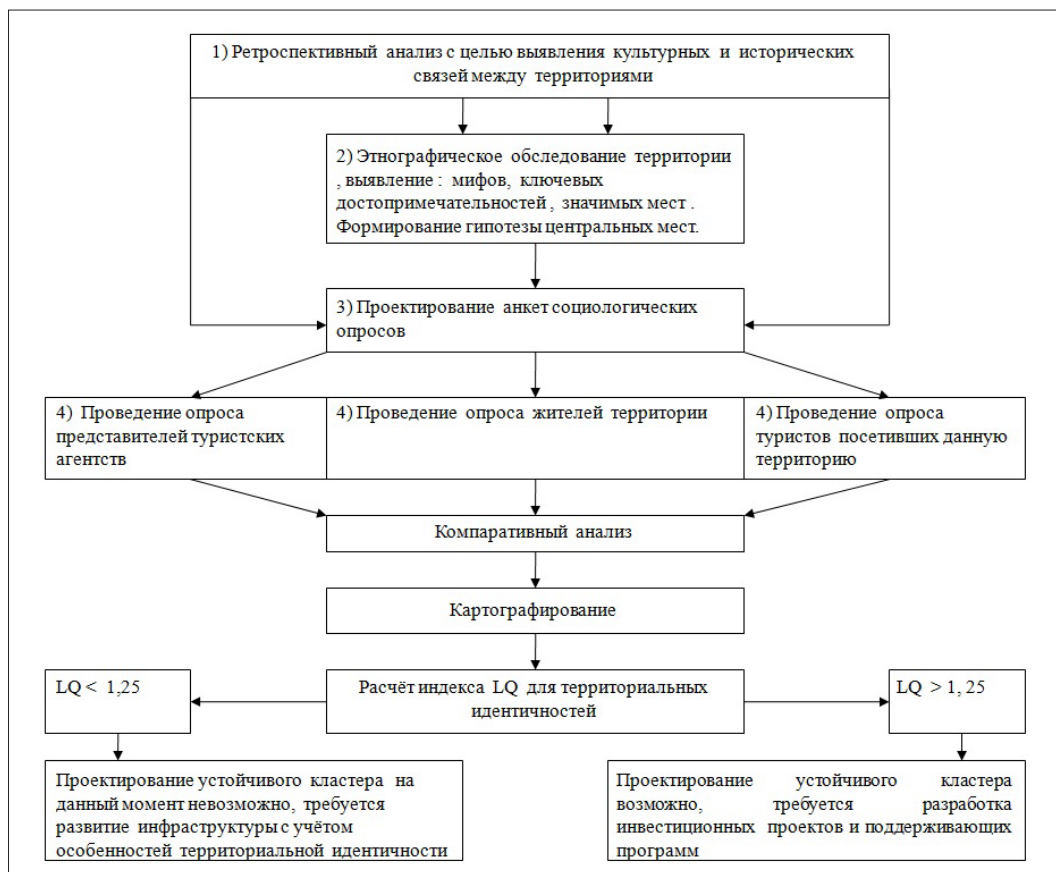 1) Ретроспективный анализ с целью выявления культурных и исторических
связей между территориями
2) Этнографическое обследование территории
, выявление : мифов, ключевых
достопримечательностей , значимых мест .
Формирование гипотезы центральных мест.
3) Проектирование анкет социологических
опросов
4) Проведение опроса
представителей туристских
агентств
4) Проведение опроса жителей территории
4) Проведение опроса
туристов посетивших данную
территорию
Компаративный анализ
Картографирование
Расчёт индекса LQ для территориальных
идентичностей
LQ < 1,25
LQ > 1, 25
Проектирование устойчивого кластера на
данный момент невозможно, требуется
развитие инфраструктуры с учётом
особенностей территориальной идентичности
Проектирование устойчивого кластера
возможно, требуется разработка
инвестиционных проектов и поддерживающих
программ